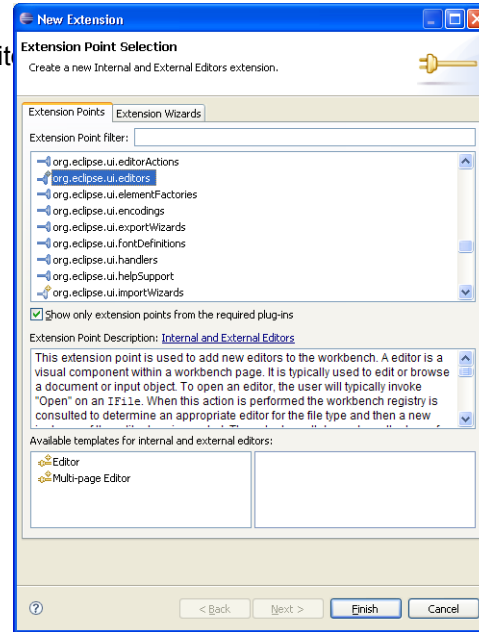 New Extension
Extension Point Selection
Create a new Internal and External Editors extension.
Extension Points
Extension Wizards
Extension Point filter:
org.eclipse.ui.editorActions
org.eclipse.ui.editors
org.eclipse.ui.elementFactories
org.eclipse.ui.encodings
org.eclipse.ui.exportWizards
org.eclipse.ui.fontDefinitions
org.eclipse.ui.handlers
org.eclipse.ui.helpSupport
org.eclipse.ui.importWizards
Show only extension points from the required plug-ins
Extension Point Description: Internal and External Editors
This extension point is used to add new editors to the workbench. A editor is a
visual component within a workbench page. It is typically used to edit or browse
a document or input object. To open an editor, the user will typically invoke
"Open" on an IFile. When this action is performed the workbench registry is
consulted to determine an appropriate editor for the file type and then a new
Available templates for internal and external editors:
Editor
Multi-page Editor
< Back
Next >
Finish
Cancel